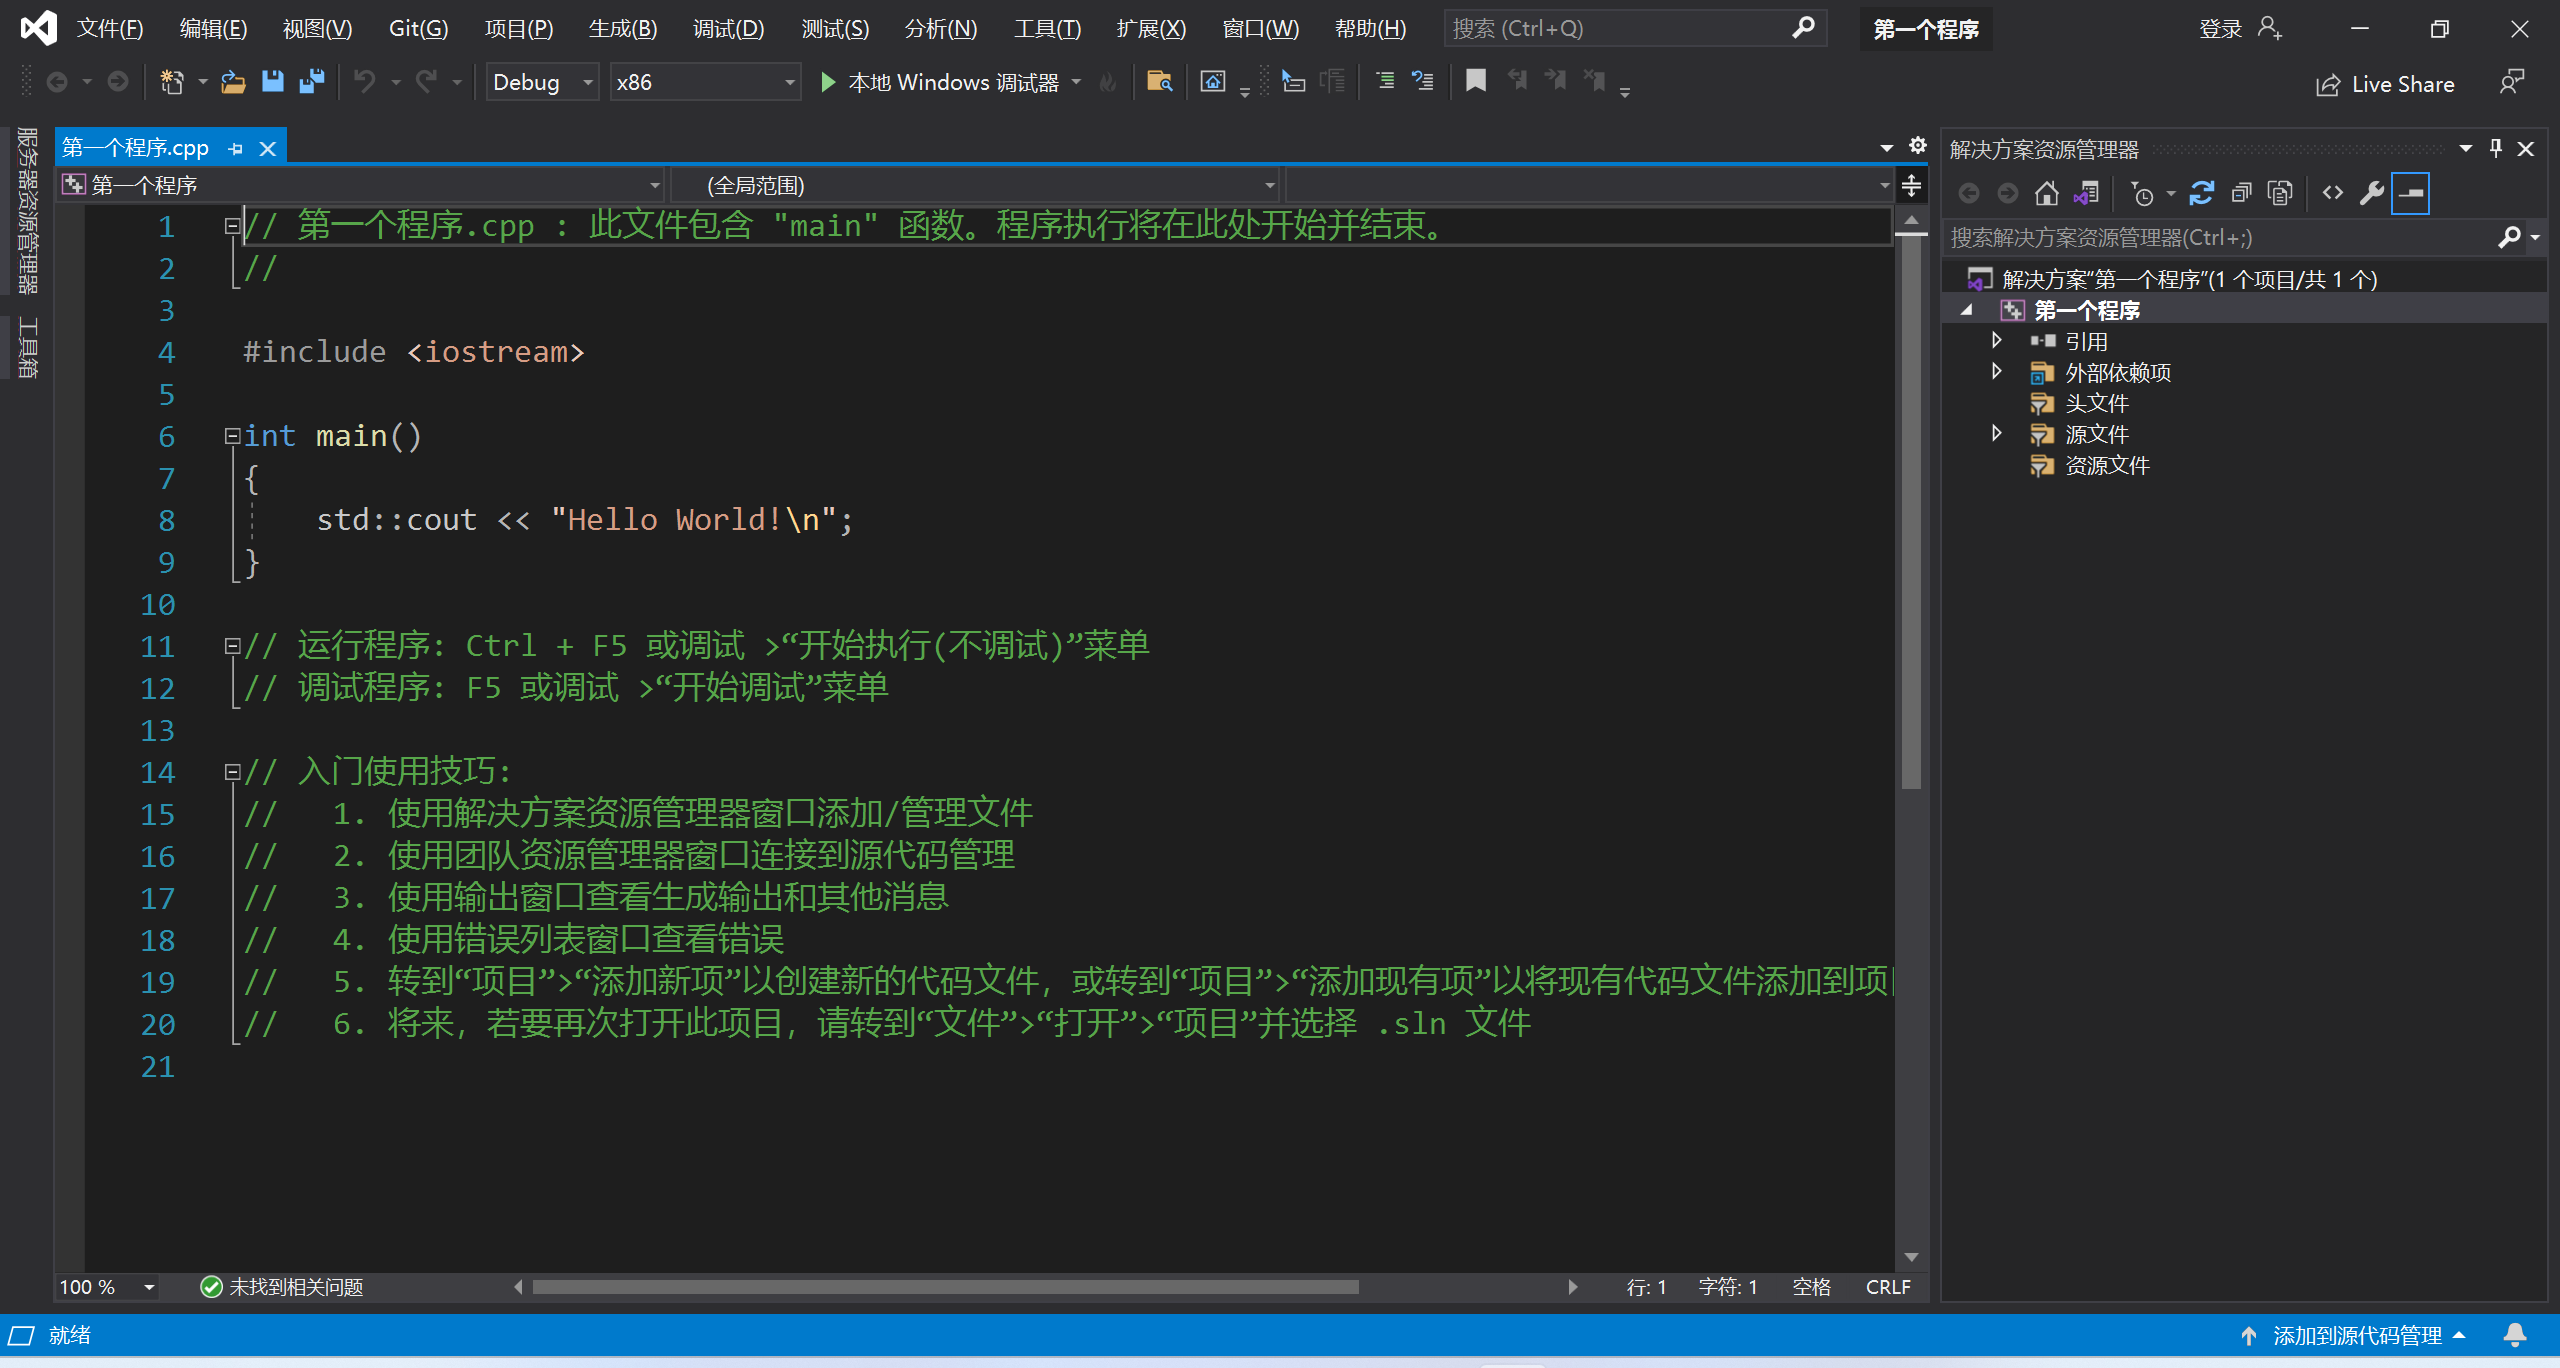 文件(F) 编辑(E) 视图(V) Git(G) 项目(P) 生成(B) 调试(D) 测试(S) 分析(N) 工具(T) 扩展(X) 窗口(W) 帮助(H) 搜索 (Ctrl+Q) 第一个程序 登录
Debug x86 本地 Windows 调试器 Live Share
服务器资源管理器
工具箱
第一个程序.cpp
第一个程序 (全局范围)
1 // 第一个程序.cpp : 此文件包含 "main" 函数。程序执行将在此处开始并结束。
2 //
3
4 #include <iostream>
5
6 int main()
7 {
8 std::cout << "Hello World!\n";
9 }
10
11 // 运行程序: Ctrl + F5 或调试 >“开始执行(不调试)”菜单
12 // 调试程序: F5 或调试 >“开始调试”菜单
13
14 // 入门使用技巧:
15 // 1. 使用解决方案资源管理器窗口添加/管理文件
16 // 2. 使用团队资源管理器窗口连接到源代码管理
17 // 3. 使用输出窗口查看生成输出和其他消息
18 // 4. 使用错误列表窗口查看错误
19 // 5. 转到“项目”>“添加新项”以创建新的代码文件，或转到“项目”>“添加现有项”以将现有代码文件添加到项
20 // 6. 将来，若要再次打开此项目，请转到“文件”>“打开”>“项目”并选择 .sln 文件
21
100 % 未找到相关问题 行: 1 字符: 1 空格 CRLF
解决方案资源管理器
搜索解决方案资源管理器(Ctrl+;)
解决方案“第一个程序”(1 个项目/共 1 个)
第一个程序
引用
外部依赖项
头文件
源文件
资源文件
就绪 添加到源代码管理